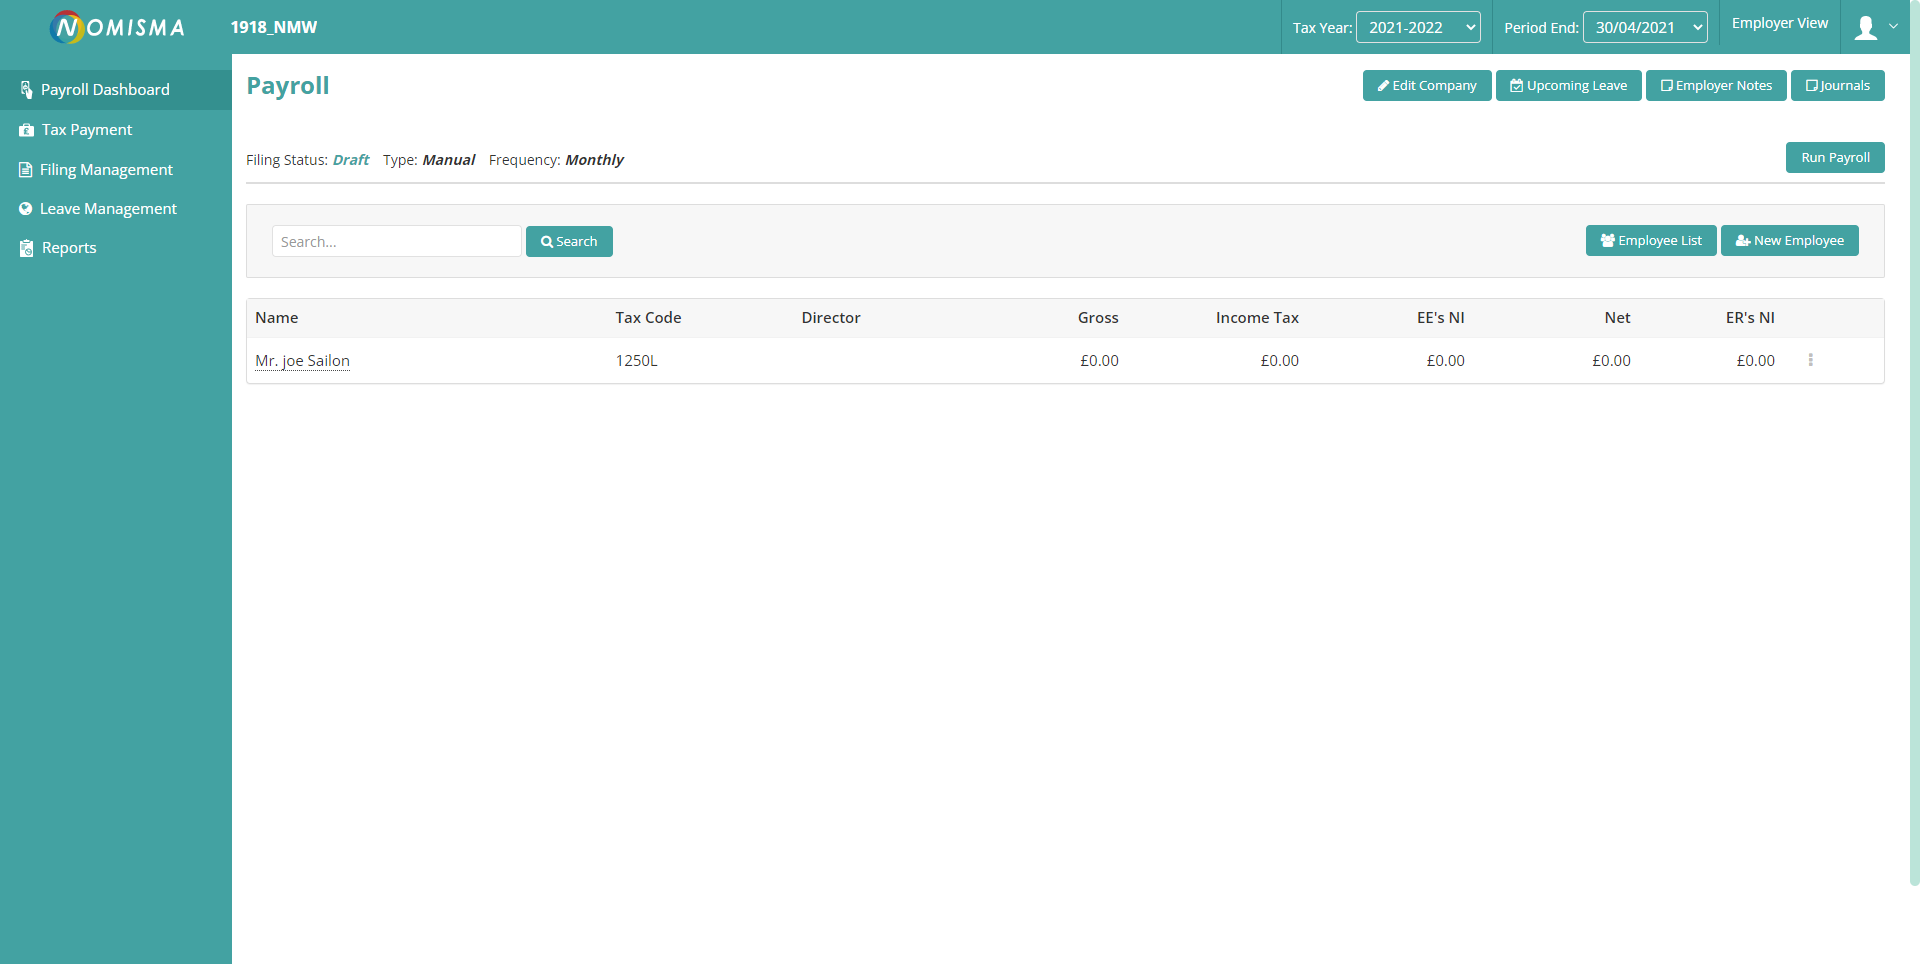 NOMISMA 1918_NMW Tax Year: 2021-2022 Period End: 30/04/2021 Employer View
Payroll Dashboard
Tax Payment
Filing Management
Leave Management
Reports
Payroll Edit Company Upcoming Leave Employer Notes Journals
Filing Status: Draft Type: Manual Frequency: Monthly Run Payroll
Search... Search Employee List New Employee
Name Tax Code Director Gross Income Tax EE's NI Net ER's NI
Mr. joe Sailon 1250L £0.00 £0.00 £0.00 £0.00 £0.00